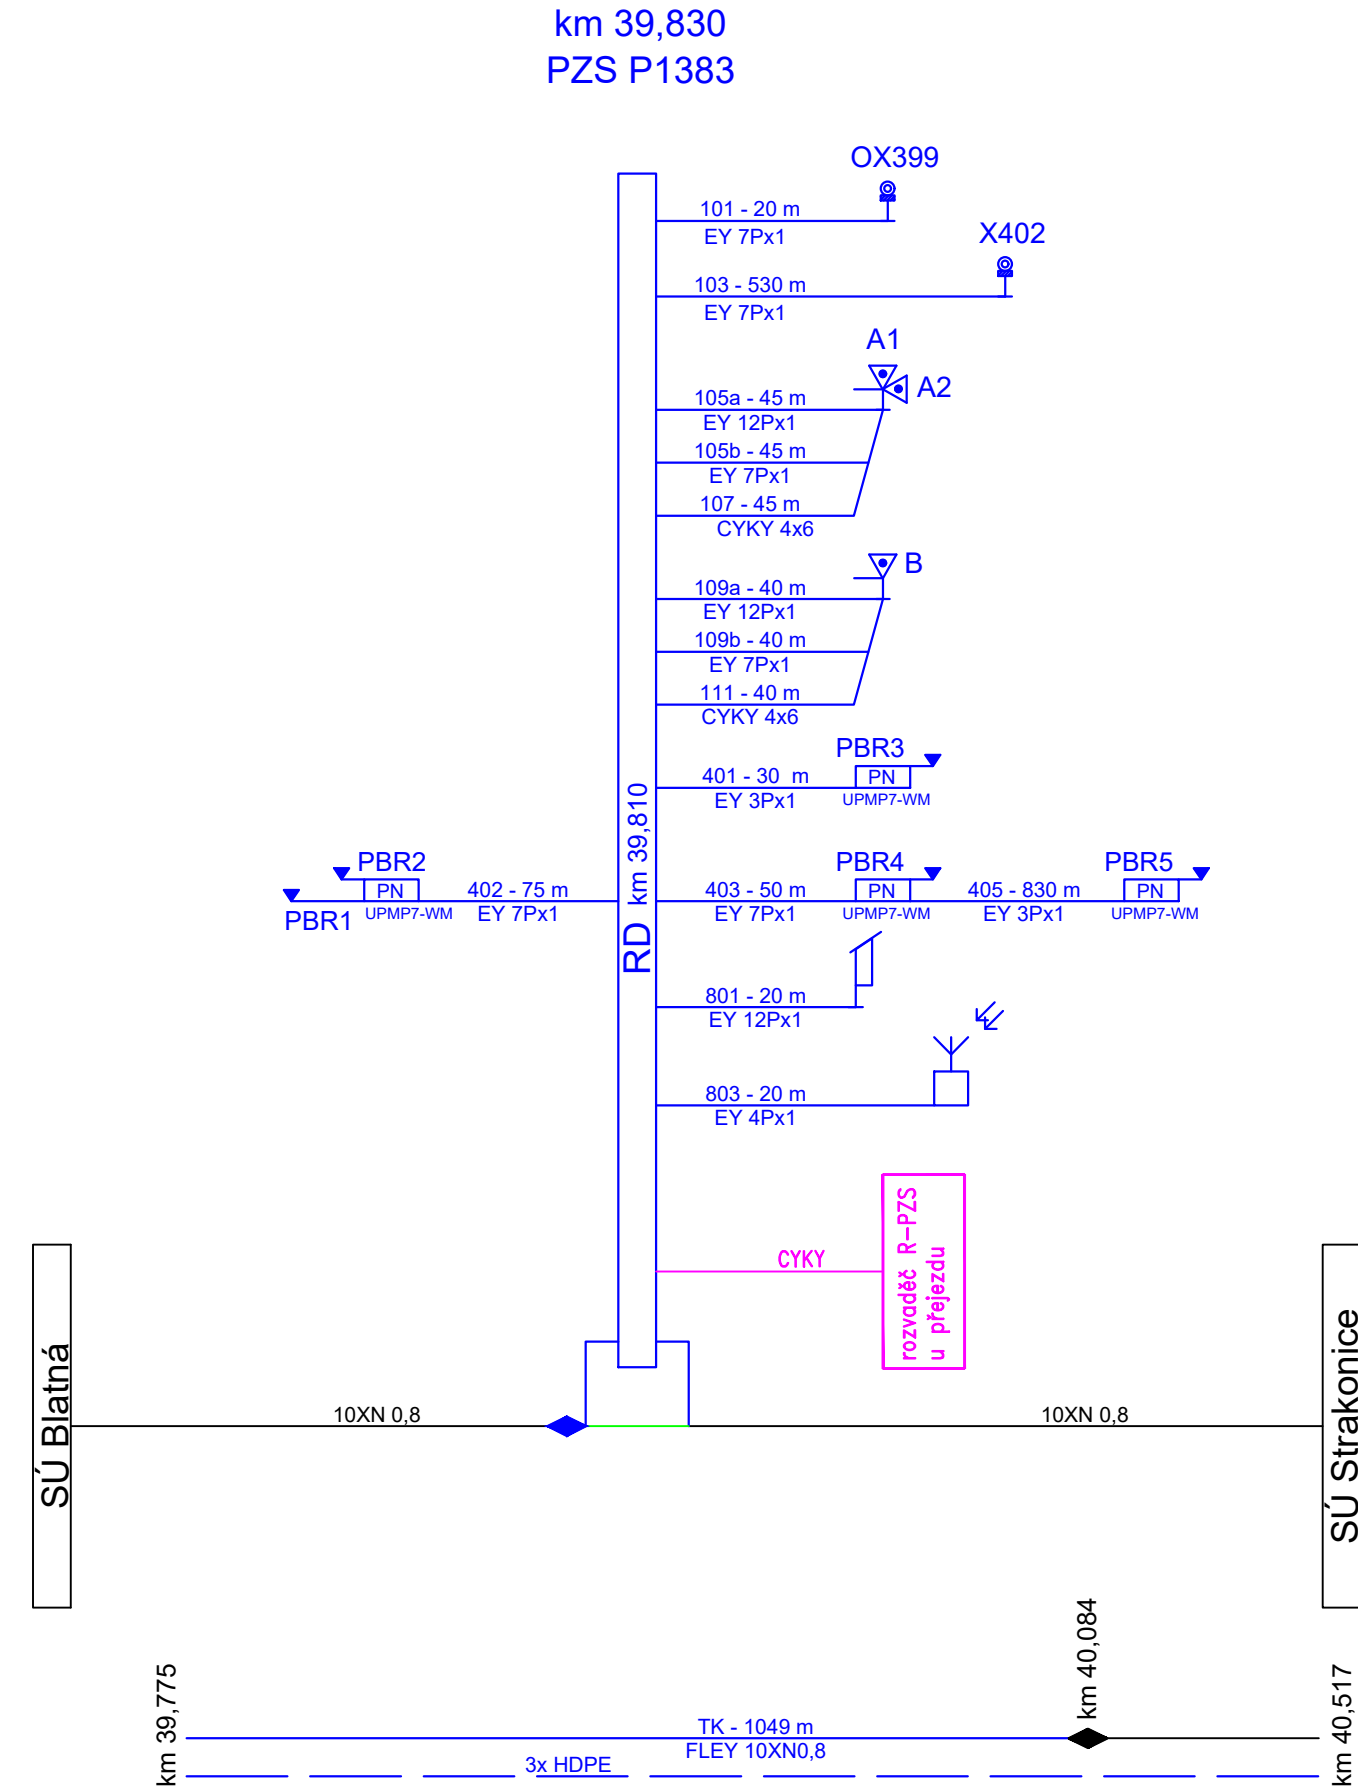 km 39,830
PZS P1383
OX399
101 - 20 m
EY 7Px1
X402
103 - 530 m
EY 7Px1
A1
A2
105a - 45 m
EY 12Px1
105b - 45 m
EY 7Px1
107 - 45 m
CYKY 4x6
B
109a - 40 m
EY 12Px1
109b - 40 m
EY 7Px1
111 - 40 m
CYKY 4x6
PBR3
401 - 30 m
PN
EY 3Px1
UPMP7-WM
RD km 39,810
PBR2
PN
402 - 75 m
PBR1
UPMP7-WM
EY 7Px1
PBR4
403 - 50 m
PN
EY 7Px1
UPMP7-WM
PBR5
405 - 830 m
PN
EY 3Px1
UPMP7-WM
801 - 20 m
EY 12Px1
803 - 20 m
EY 4Px1
CYKY
rozvaděč R-PZS
u přejezdu
SÚ Blatná
10XN 0,8
10XN 0,8
SÚ Strakonice
km 39,775
TK - 1049 m
FLEY 10XN0,8
3x HDPE
km 40,084
km 40,517